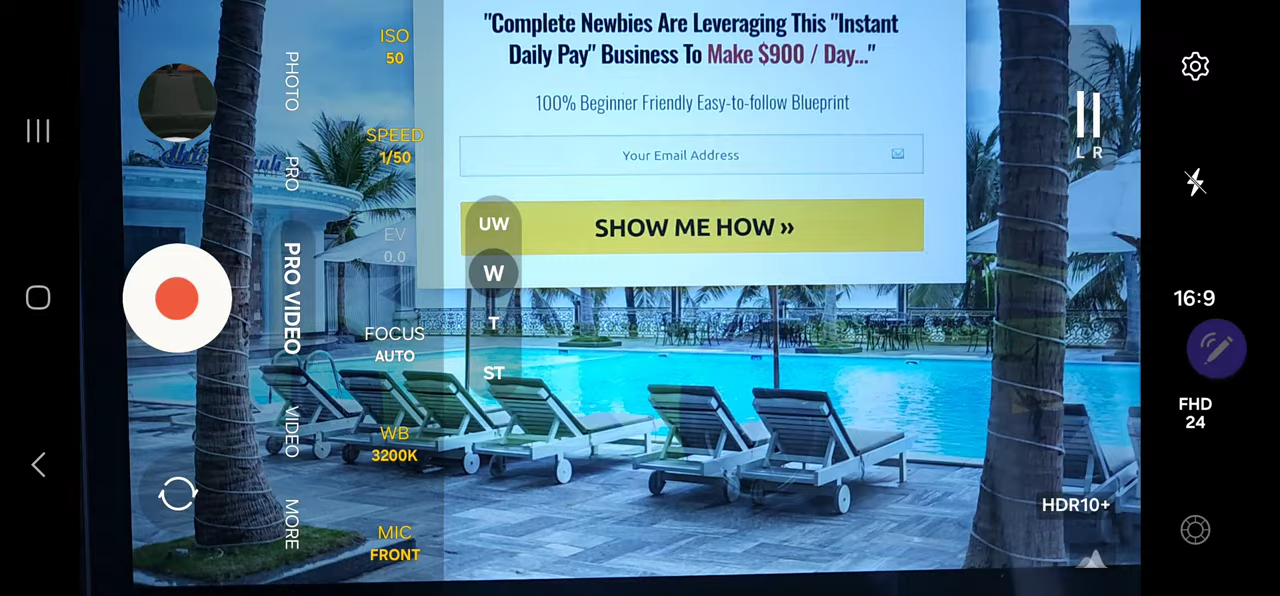 "Complete Newbies Are Leveraging This "Instant
Daily Pay" Business To Make $900 / Day..."
100% Beginner Friendly Easy-to-follow Blueprint
Your Email Address
SHOW ME HOW »
ISO
50
SPEED
1/50
EV
0.0
FOCUS
AUTO
WB
3200K
MIC
FRONT
PHOTO
PRO
PRO VIDEO
VIDEO
MORE
UW
W
T
ST
L R
16:9
FHD
24
HDR10+